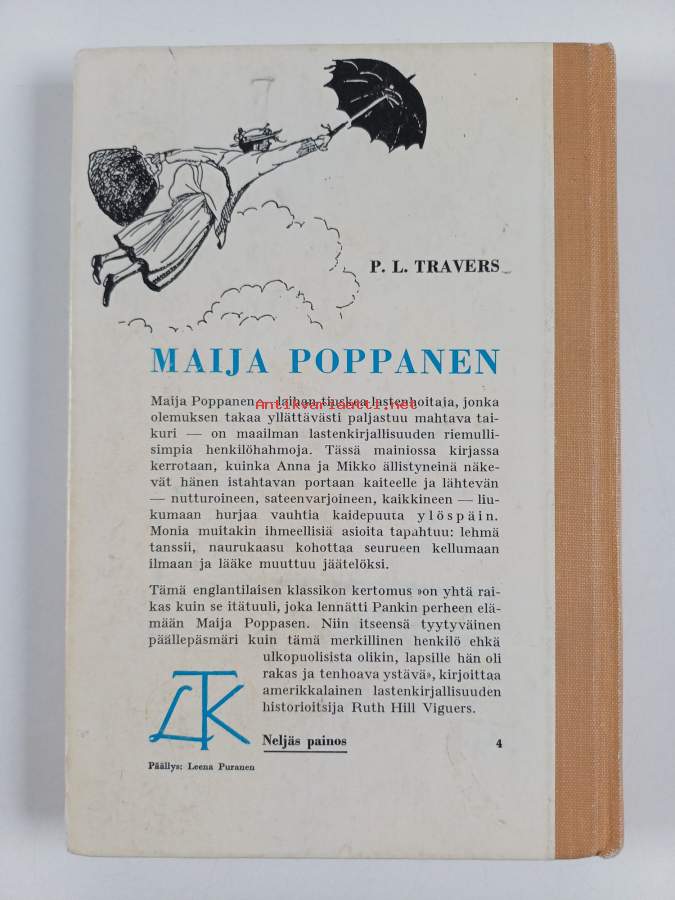 P. L. TRAVERS
MAIJA POPPANEN
Maija Poppanen — laihan tiuskea lastenhoitaja, jonka
Antikvariaatti.net
olemuksen takaa yllättävästi paljastuu mahtava tai-
kuri — on maailman lastenkirjallisuuden riemulli-
simpia henkilöhahmoja. Tässä mainiossa kirjassa
kerrotaan, kuinka Anna ja Mikko ällistyneinä näke-
vät hänen istahtavan portaan kaiteelle ja lähtevän
— nutturoineen, sateenvarjoineen, kaikkineen — liu-
kumaan hurjaa vauhtia kaidepuuta ylöspäin.
Monia muitakin ihmeellisiä asioita tapahtuu: lehmä
tanssii, naurukaasu kohottaa seurueen kellumaan
ilmaan ja lääke muuttuu jäätelöksi.
Tämä englantilaisen klassikon kertomus »on yhtä rai-
kas kuin se itätuuli, joka lennätti Pankin perheen elä-
mään Maija Poppasen. Niin itseensä tyytyväinen
päällepäsmäri kuin tämä merkillinen henkilö ehkä
ulkopuolisista olikin, lapsille hän oli
rakas ja tenhoava ystävä», kirjoittaa
amerikkalainen lastenkirjallisuuden
historioitsija Ruth Hill Viguers.
LTK
Neljäs painos 4
Päällys: Leena Puranen